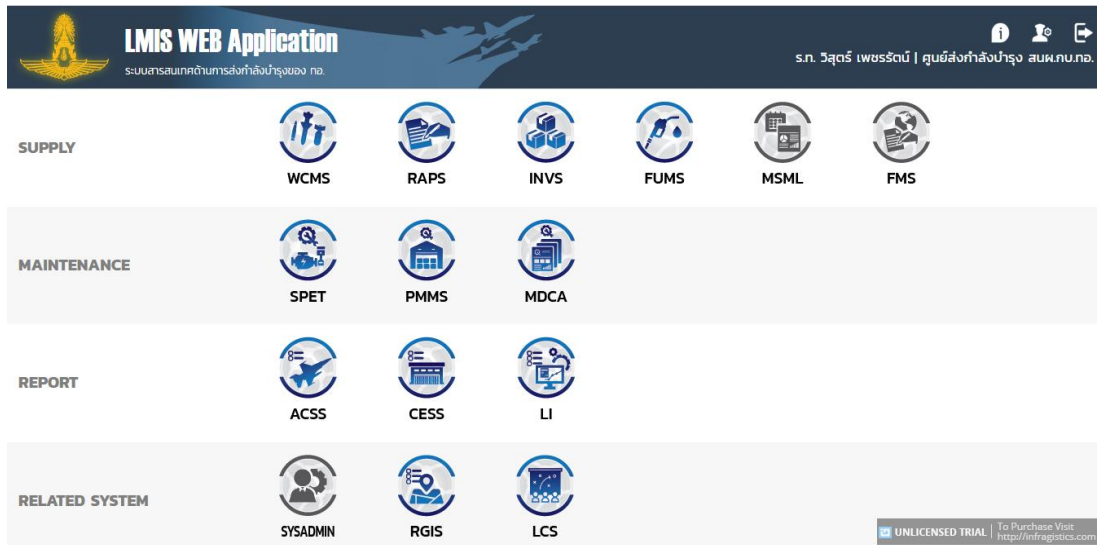 LMIS WEB Application
ระบบสารสนเทศด้านการส่งกำลังบำรุงของ ทอ.
ร.ท. วิสุตร์ เพชรรัตน์ | ศูนย์ส่งกำลังบำรุง สนผ.กบ.ทอ.
SUPPLY
WCMS RAPS INVS FUMS MSML FMS
MAINTENANCE
SPET PMMS MDCA
REPORT
ACSS CESS LI
RELATED SYSTEM
SYSADMIN RGIS LCS
UNLICENSED TRIAL | To Purchase Visit
http://infragistics.com